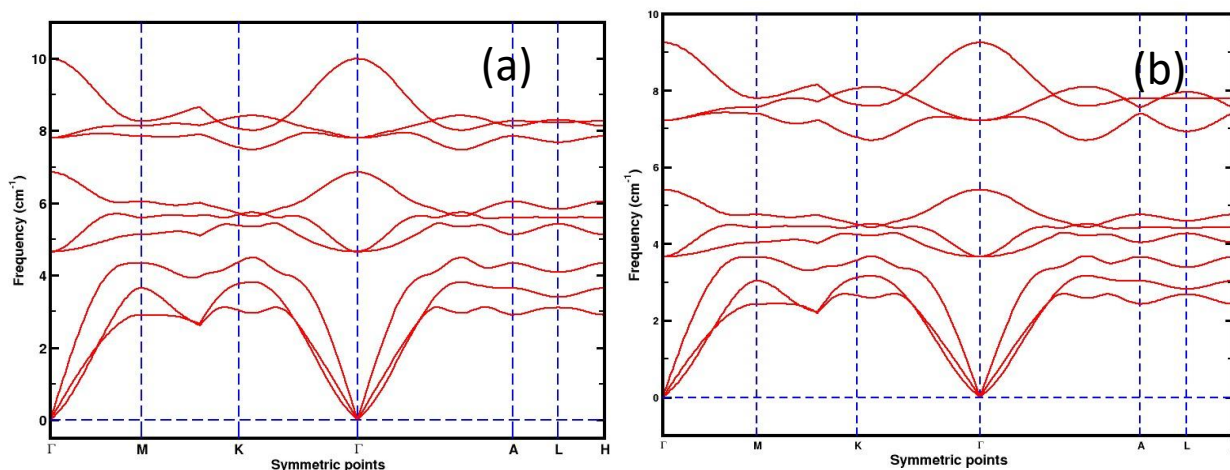 (a)
Frequency (cm⁻¹)
10
8
6
4
2
0
Γ M K Γ A L H
Symmetric points
(b)
Frequency (cm⁻¹)
10
8
6
4
2
0
Γ M K Γ A L
Symmetric points